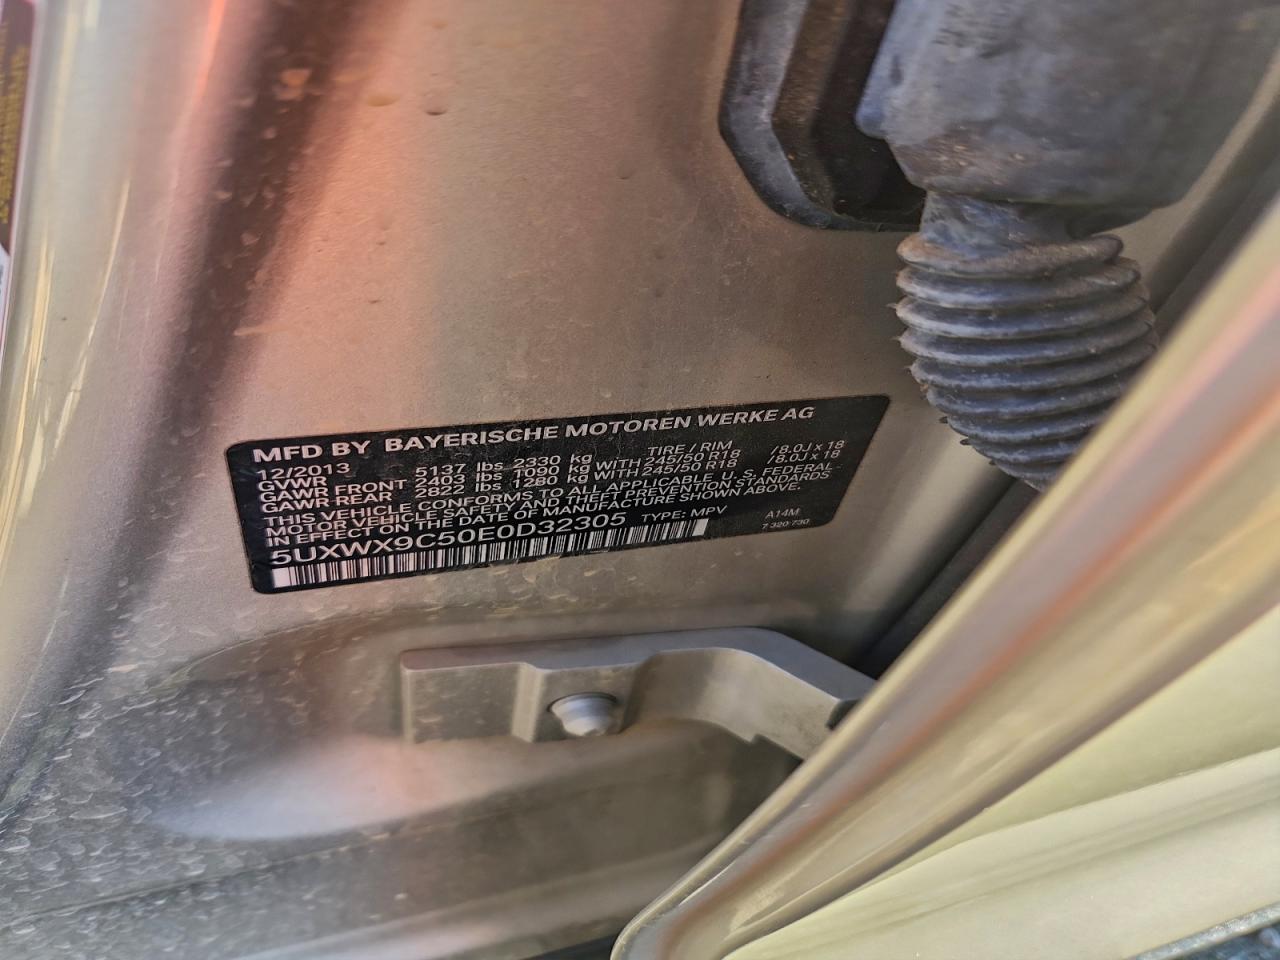 MFD BY BAYERISCHE MOTOREN WERKE AG
12/2013 TIRE / RIM
GVWR 5137 lbs 2330 kg
GAWR FRONT 2403 lbs 1090 kg WITH 245/50 R18 / 8.0J x 18
GAWR REAR 2822 lbs 1280 kg WITH 245/50 R18 / 8.0J x 18
THIS VEHICLE CONFORMS TO ALL APPLICABLE U. S. FEDERAL -
MOTOR VEHICLE SAFETY AND THEFT PREVENTION STANDARDS
IN EFFECT ON THE DATE OF MANUFACTURE SHOWN ABOVE.
5UXWX9C50E0D32305 TYPE: MPV A14M
7 320 730